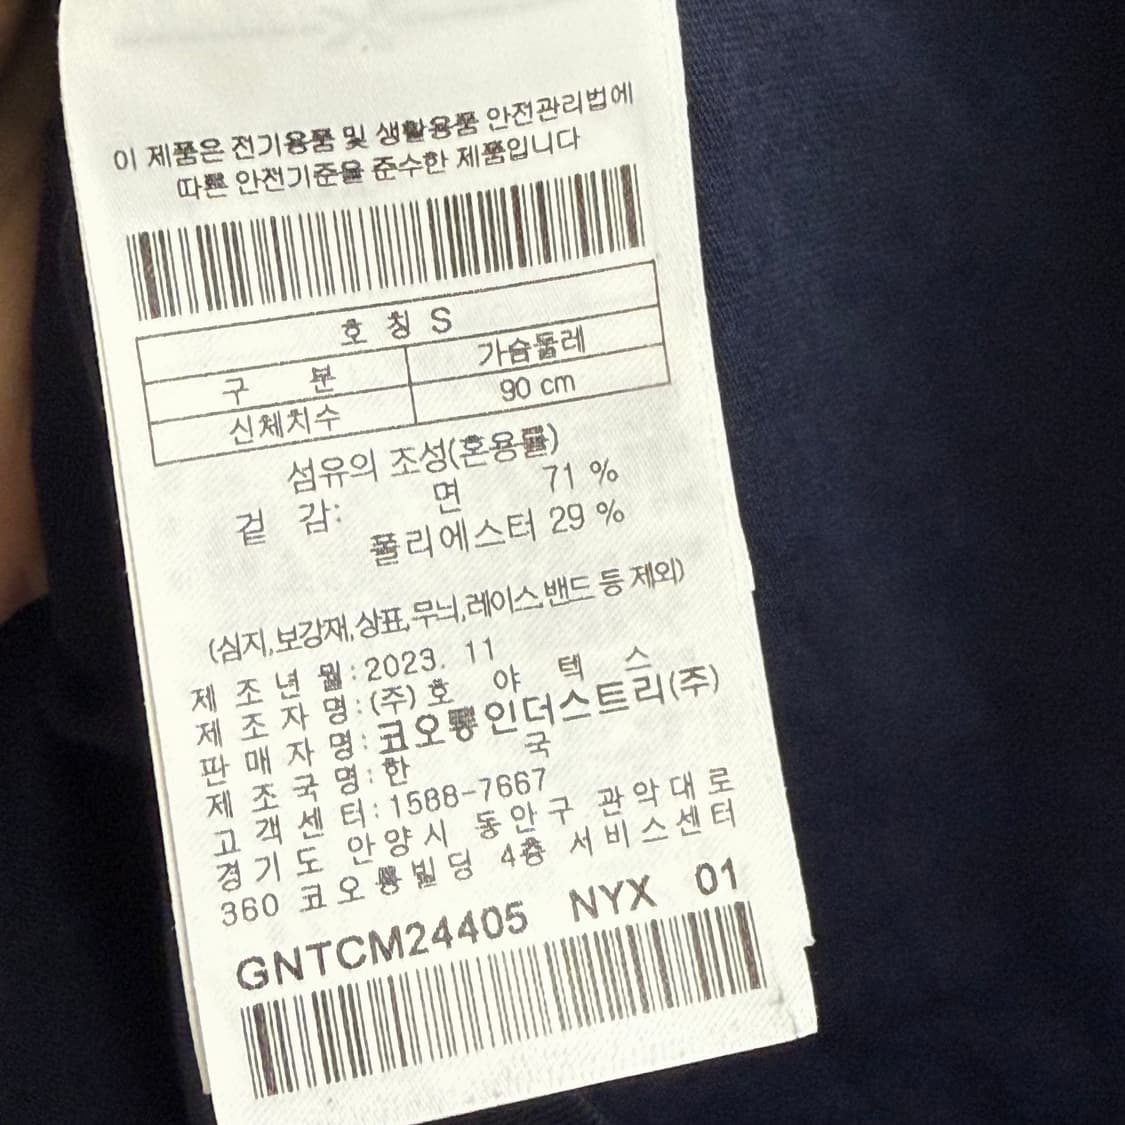 이 제품은 전기용품 및 생활용품 안전관리법에
따른 안전기준을 준수한 제품입니다
호 칭 S
구 분 가슴둘레
신체치수 90 cm
섬유의 조성(혼용률)
겉 감: 면 71 %
폴리에스터 29 %
(심지,보강재,상표,무늬,레이스,밴드 등 제외)
제 조 년 월:2023. 11
제 조 자 명:(주) 호 야 텍 스
판 매 자 명:코오롱인더스트리(주)
제 조 국 명:한 국
고 객 센 터:1588-7667
경 기 도 안 양 시 동 안 구 관 악 대 로
360 코 오 롱 빌 딩 4층 서 비 스 센 터
GNTCM24405 NYX 01